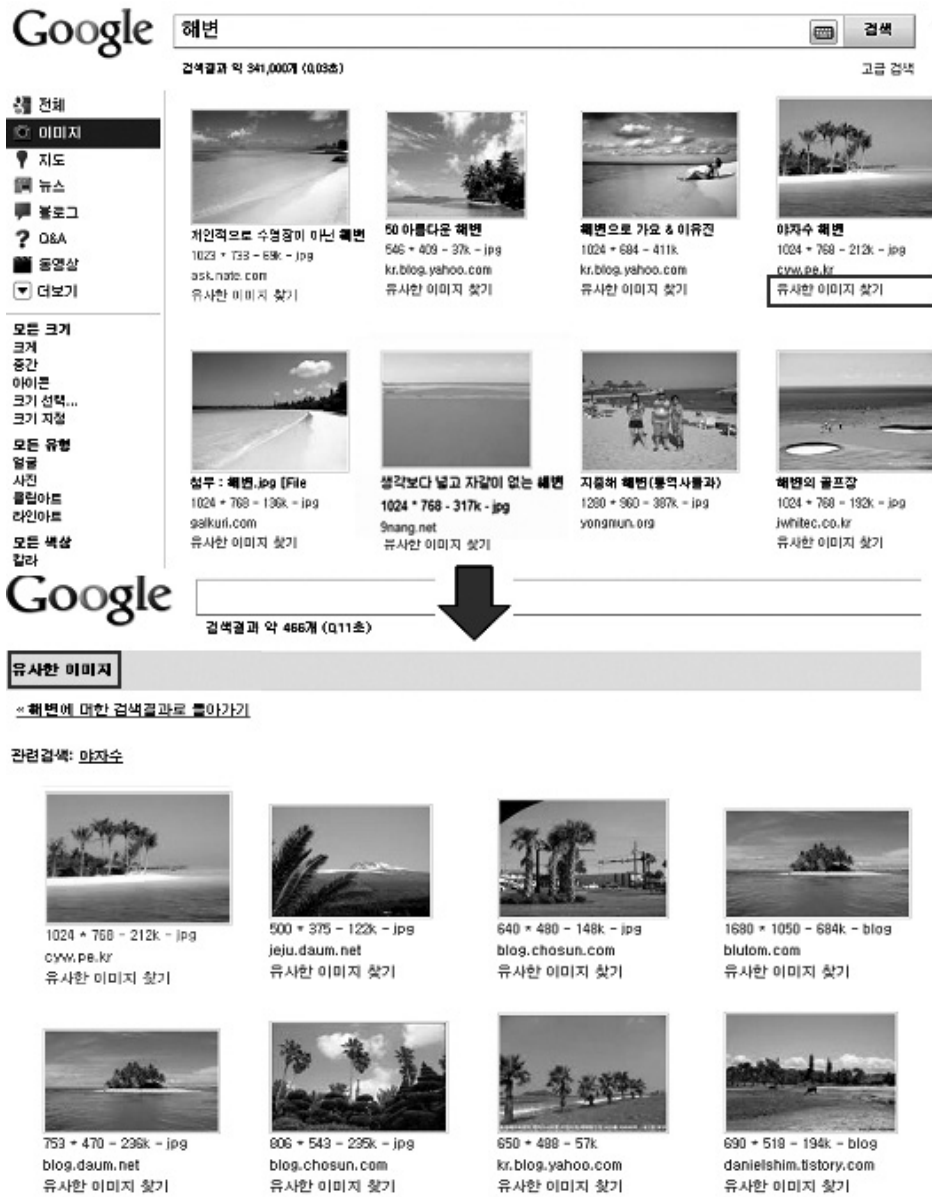 Google 해변 검색
검색결과 약 341,000개 (0,03초) 고급 검색
전체
이미지
지도
뉴스
블로그
Q&A
동영상
더보기
모든 크기
크게
중간
아이콘
크기 선택...
크기 지정
모든 유형
얼굴
사진
클립아트
라인아트
모든 색상
칼라
개인적으로 수영장이 아닌 해변
1023 * 733 - 69k - jpg
ask.nate.com
유사한 이미지 찾기
50 아름다운 해변
546 * 409 - 37k - jpg
kr.blog.yahoo.com
유사한 이미지 찾기
해변으로 가요 & 이유진
1024 * 684 - 411k
kr.blog.yahoo.com
유사한 이미지 찾기
야자수 해변
1024 * 768 - 212k - jpg
cyw.pe.kr
유사한 이미지 찾기
첨부 : 해변.jpg [File
1024 * 768 - 136k - jpg
galkuri.com
유사한 이미지 찾기
생각보다 넓고 자갈이 없는 해변
1024 * 768 - 317k - jpg
9nang.net
유사한 이미지 찾기
지중해 해변(통역사들과)
1280 * 960 - 387k - jpg
yongmun.org
해변의 골프장
1024 * 768 - 192k - jpg
jwhitec.co.kr
유사한 이미지 찾기
Google
검색결과 약 466개 (0,11초)
유사한 이미지
« 해변에 대한 검색결과로 돌아가기
관련검색: 야자수
1024 * 768 - 212k - jpg
cyw.pe.kr
유사한 이미지 찾기
500 * 375 - 122k - jpg
jeju.daum.net
유사한 이미지 찾기
640 * 480 - 148k - jpg
blog.chosun.com
유사한 이미지 찾기
1680 * 1050 - 684k - blog
blutom.com
유사한 이미지 찾기
753 * 470 - 236k - jpg
blog.daum.net
유사한 이미지 찾기
806 * 543 - 235k - jpg
blog.chosun.com
유사한 이미지 찾기
650 * 488 - 57k
kr.blog.yahoo.com
유사한 이미지 찾기
690 * 518 - 194k - blog
danielshim.tistory.com
유사한 이미지 찾기